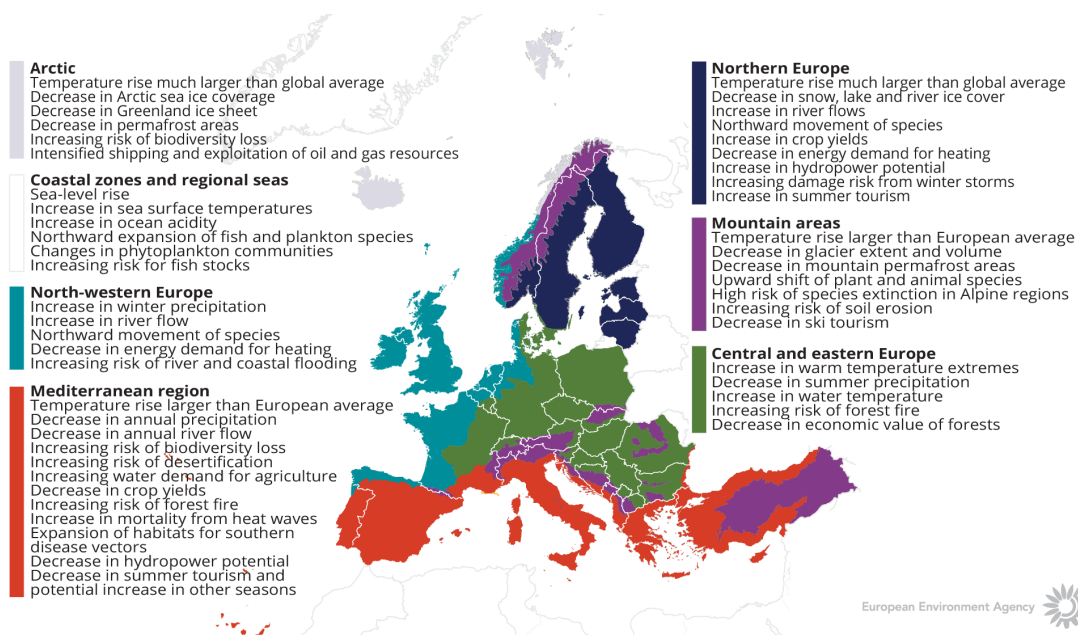 Arctic
Temperature rise much larger than global average
Decrease in Arctic sea ice coverage
Decrease in Greenland ice sheet
Decrease in permafrost areas
Increasing risk of biodiversity loss
Intensified shipping and exploitation of oil and gas resources
Coastal zones and regional seas
Sea-level rise
Increase in sea surface temperatures
Increase in ocean acidity
Northward expansion of fish and plankton species
Changes in phytoplankton communities
Increasing risk for fish stocks
North-western Europe
Increase in winter precipitation
Increase in river flow
Northward movement of species
Decrease in energy demand for heating
Increasing risk of river and coastal flooding
Mediterranean region
Temperature rise larger than European average
Decrease in annual precipitation
Decrease in annual river flow
Increasing risk of biodiversity loss
Increasing risk of desertification
Increasing water demand for agriculture
Decrease in crop yields
Increasing risk of forest fire
Increase in mortality from heat waves
Expansion of habitats for southern
disease vectors
Decrease in hydropower potential
Decrease in summer tourism and
potential increase in other seasons
Northern Europe
Temperature rise much larger than global average
Decrease in snow, lake and river ice cover
Increase in river flows
Northward movement of species
Increase in crop yields
Decrease in energy demand for heating
Increase in hydropower potential
Increasing damage risk from winter storms
Increase in summer tourism
Mountain areas
Temperature rise larger than European average
Decrease in glacier extent and volume
Decrease in mountain permafrost areas
Upward shift of plant and animal species
High risk of species extinction in Alpine regions
Increasing risk of soil erosion
Decrease in ski tourism
Central and eastern Europe
Increase in warm temperature extremes
Decrease in summer precipitation
Increase in water temperature
Increasing risk of forest fire
Decrease in economic value of forests
European Environment Agency